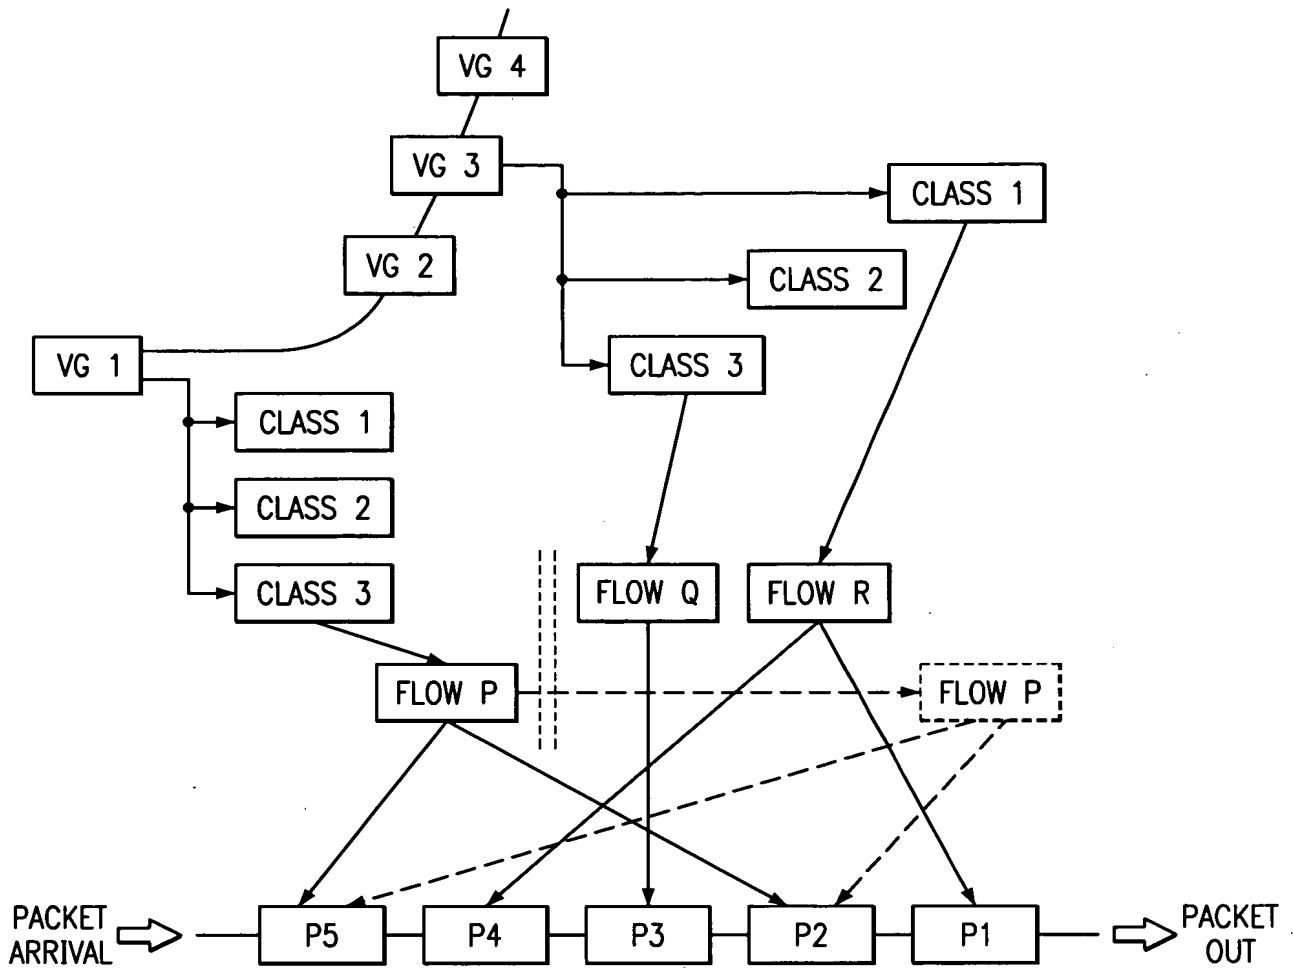 VG 4
VG 3
CLASS 1
VG 2
CLASS 2
VG 1
CLASS 3
CLASS 1
CLASS 2
CLASS 3
FLOW Q
FLOW R
FLOW P
FLOW P
PACKET
ARRIVAL
P5
P4
P3
P2
P1
PACKET
OUT